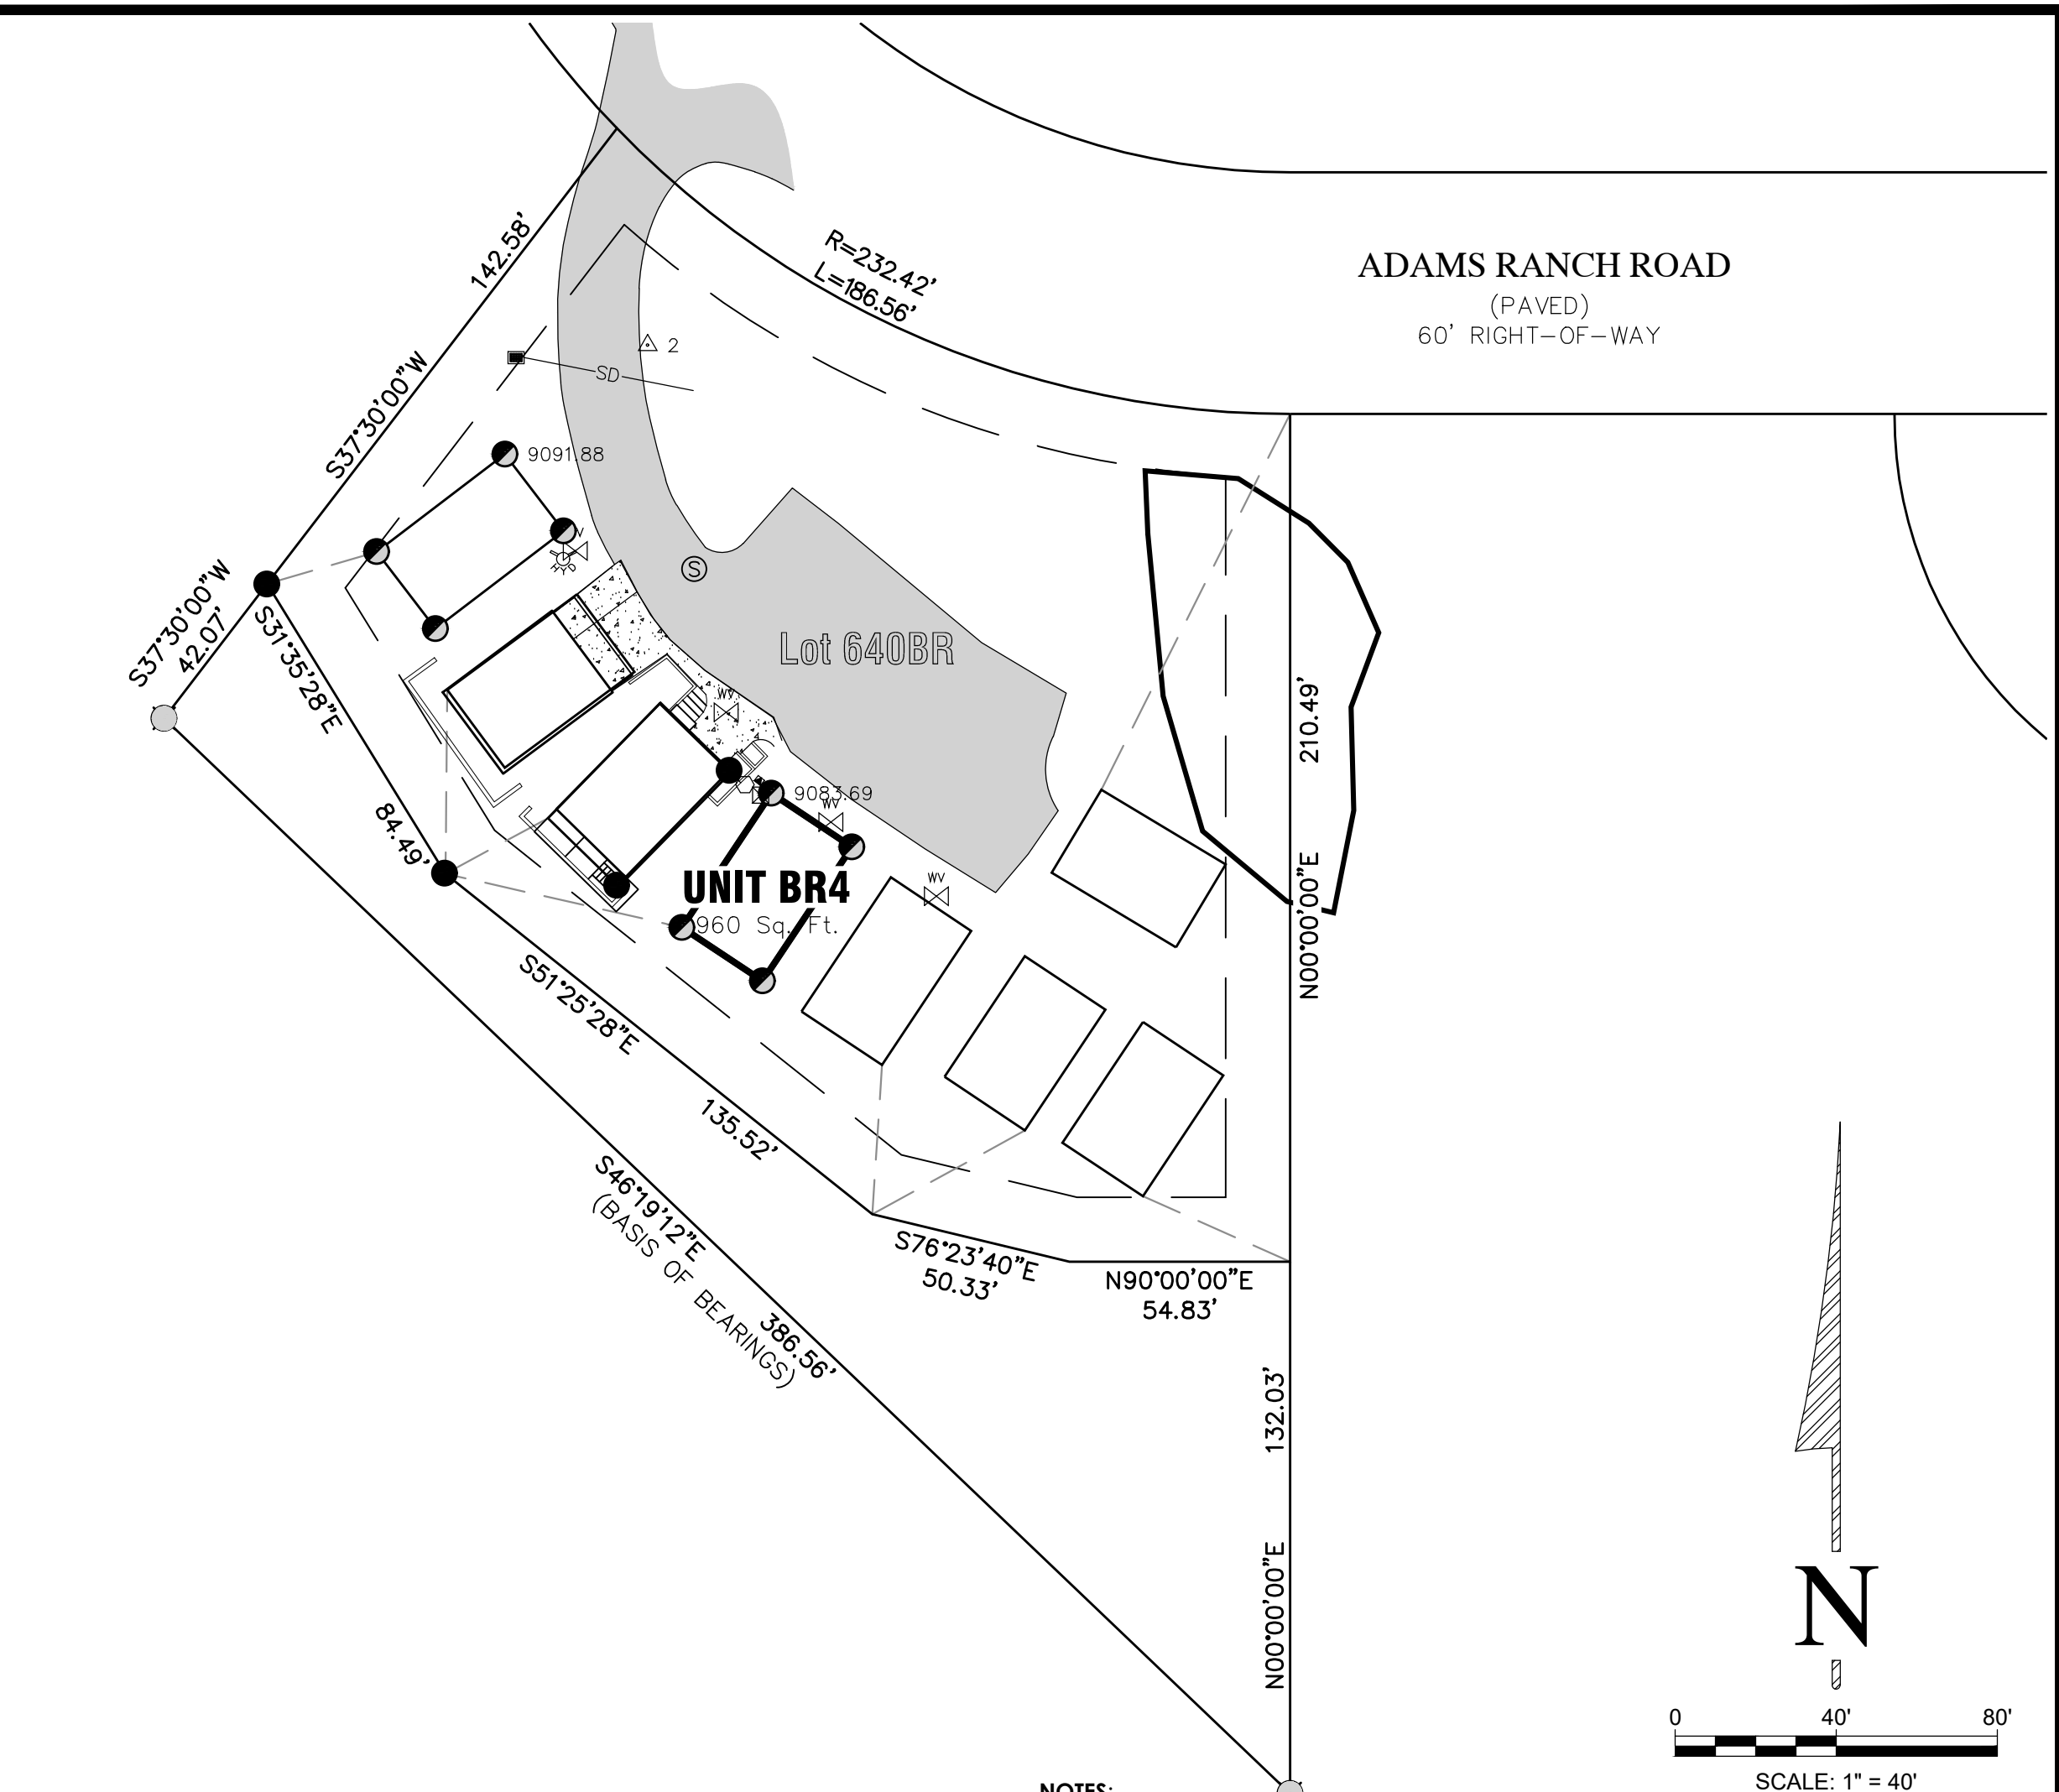 ADAMS RANCH ROAD
(PAVED)
60' RIGHT-OF-WAY
R=232.42'
L=186.56'
142.58'
S37°30'00"W
2
SD
9091.88
HYD
S
S37°30'00"W
42.07'
S31°35'28"E
84.49'
Lot 640BR
WV
9083.69
WV
UNIT BR4
960 Sq. Ft.
WV
210.49'
N00°00'00"E
S51°25'28"E
135.52'
S46°19'12"E
386.56'
(BASIS OF BEARINGS)
S76°23'40"E
50.33'
N90°00'00"E
54.83'
132.03'
N00°00'00"E
N
0 40' 80'
SCALE: 1" = 40'
NOTES: